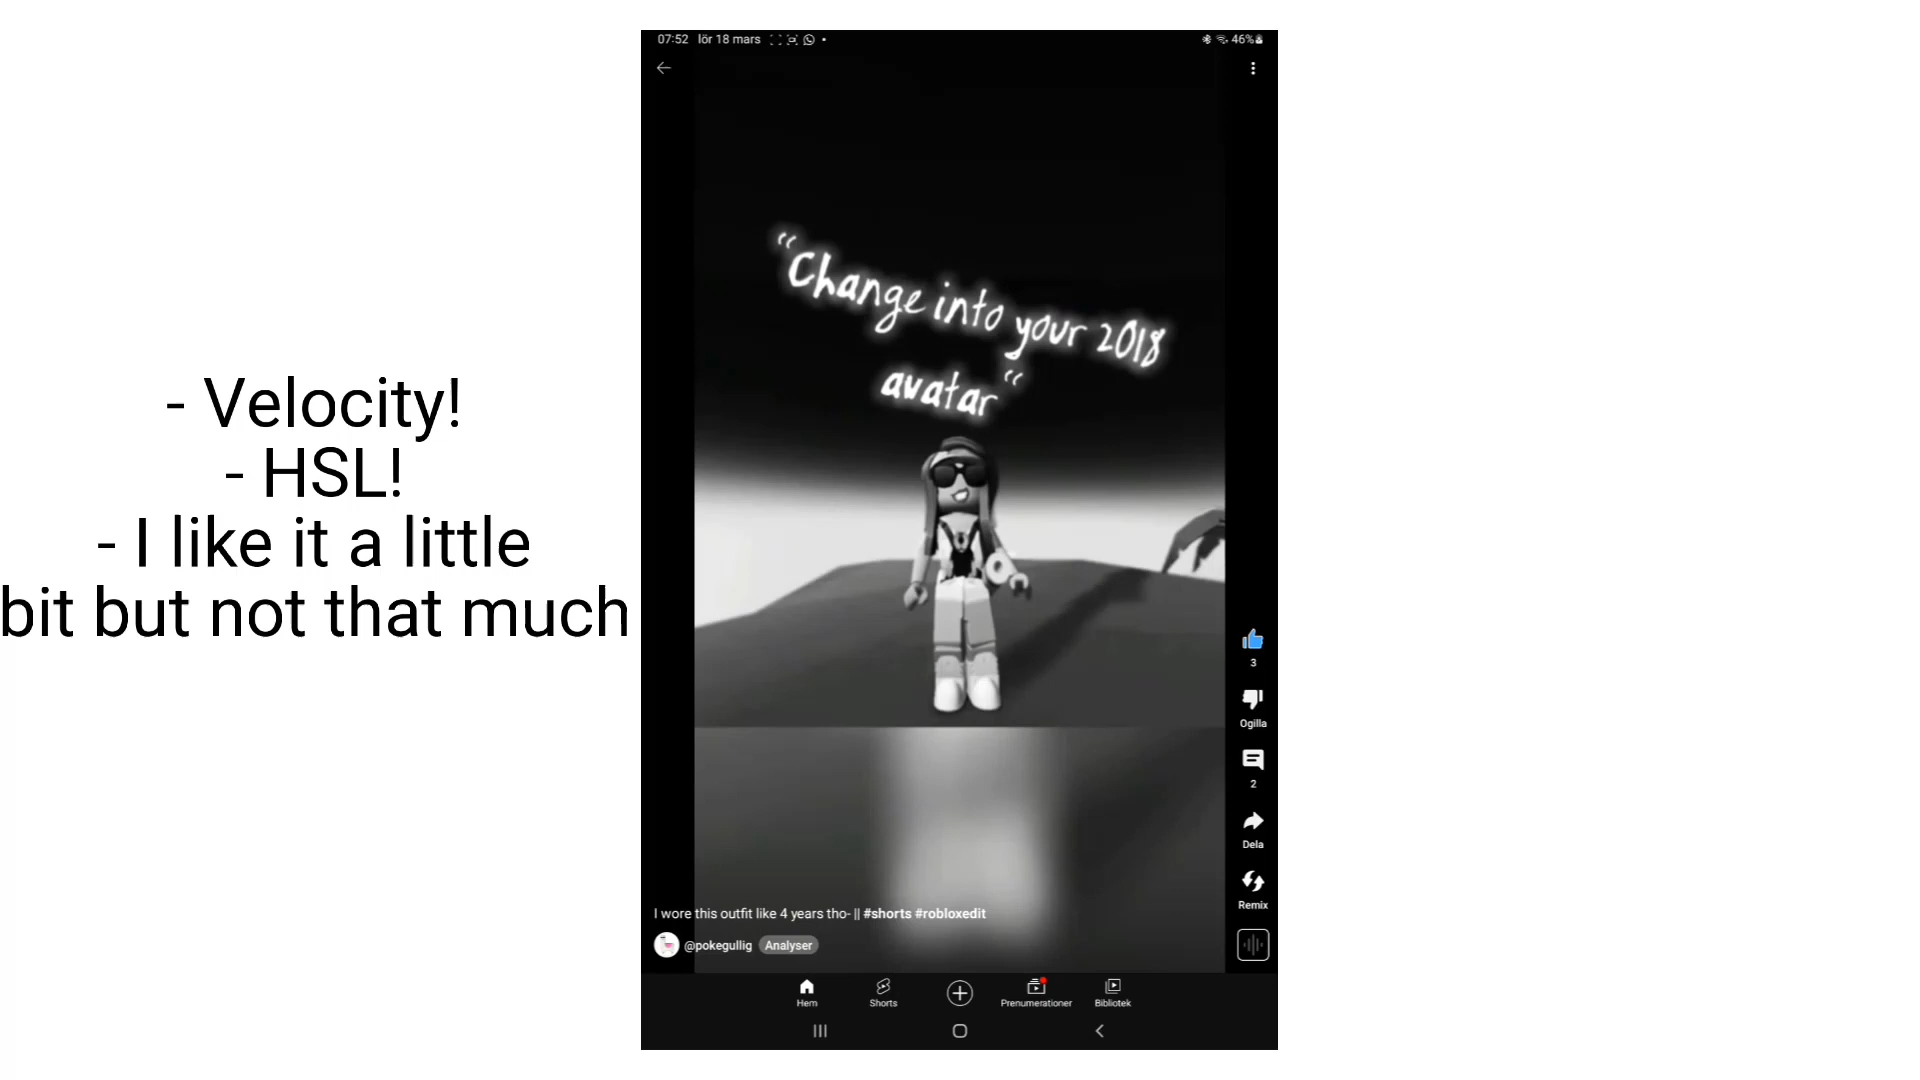 - Velocity!
- HSL!
- I like it a little
bit but not that much
07:52 lör 18 mars
46%
“Change into your 2018
avatar“
3
Ogilla
2
Dela
Remix
I wore this outfit like 4 years tho- || #shorts #robloxedit
@pokegullig Analyser
Hem Shorts Prenumerationer Bibliotek